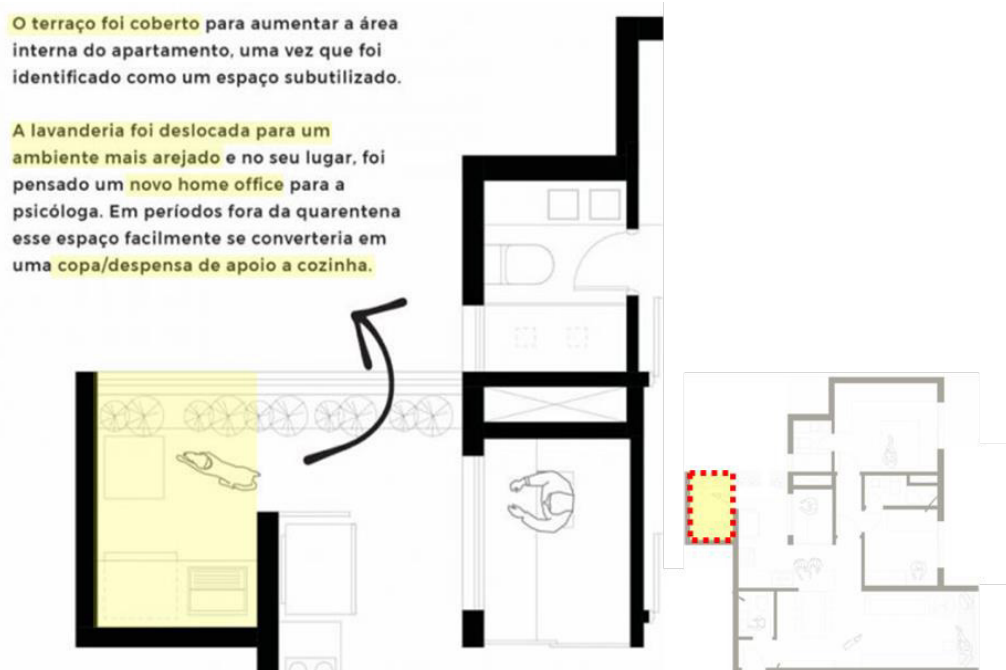 O terraço foi coberto para aumentar a área
interna do apartamento, uma vez que foi
identificado como um espaço subutilizado.
A lavanderia foi deslocada para um
ambiente mais arejado e no seu lugar, foi
pensado um novo home office para a
psicóloga. Em períodos fora da quarentena
esse espaço facilmente se converteria em
uma copa/despensa de apoio a cozinha.